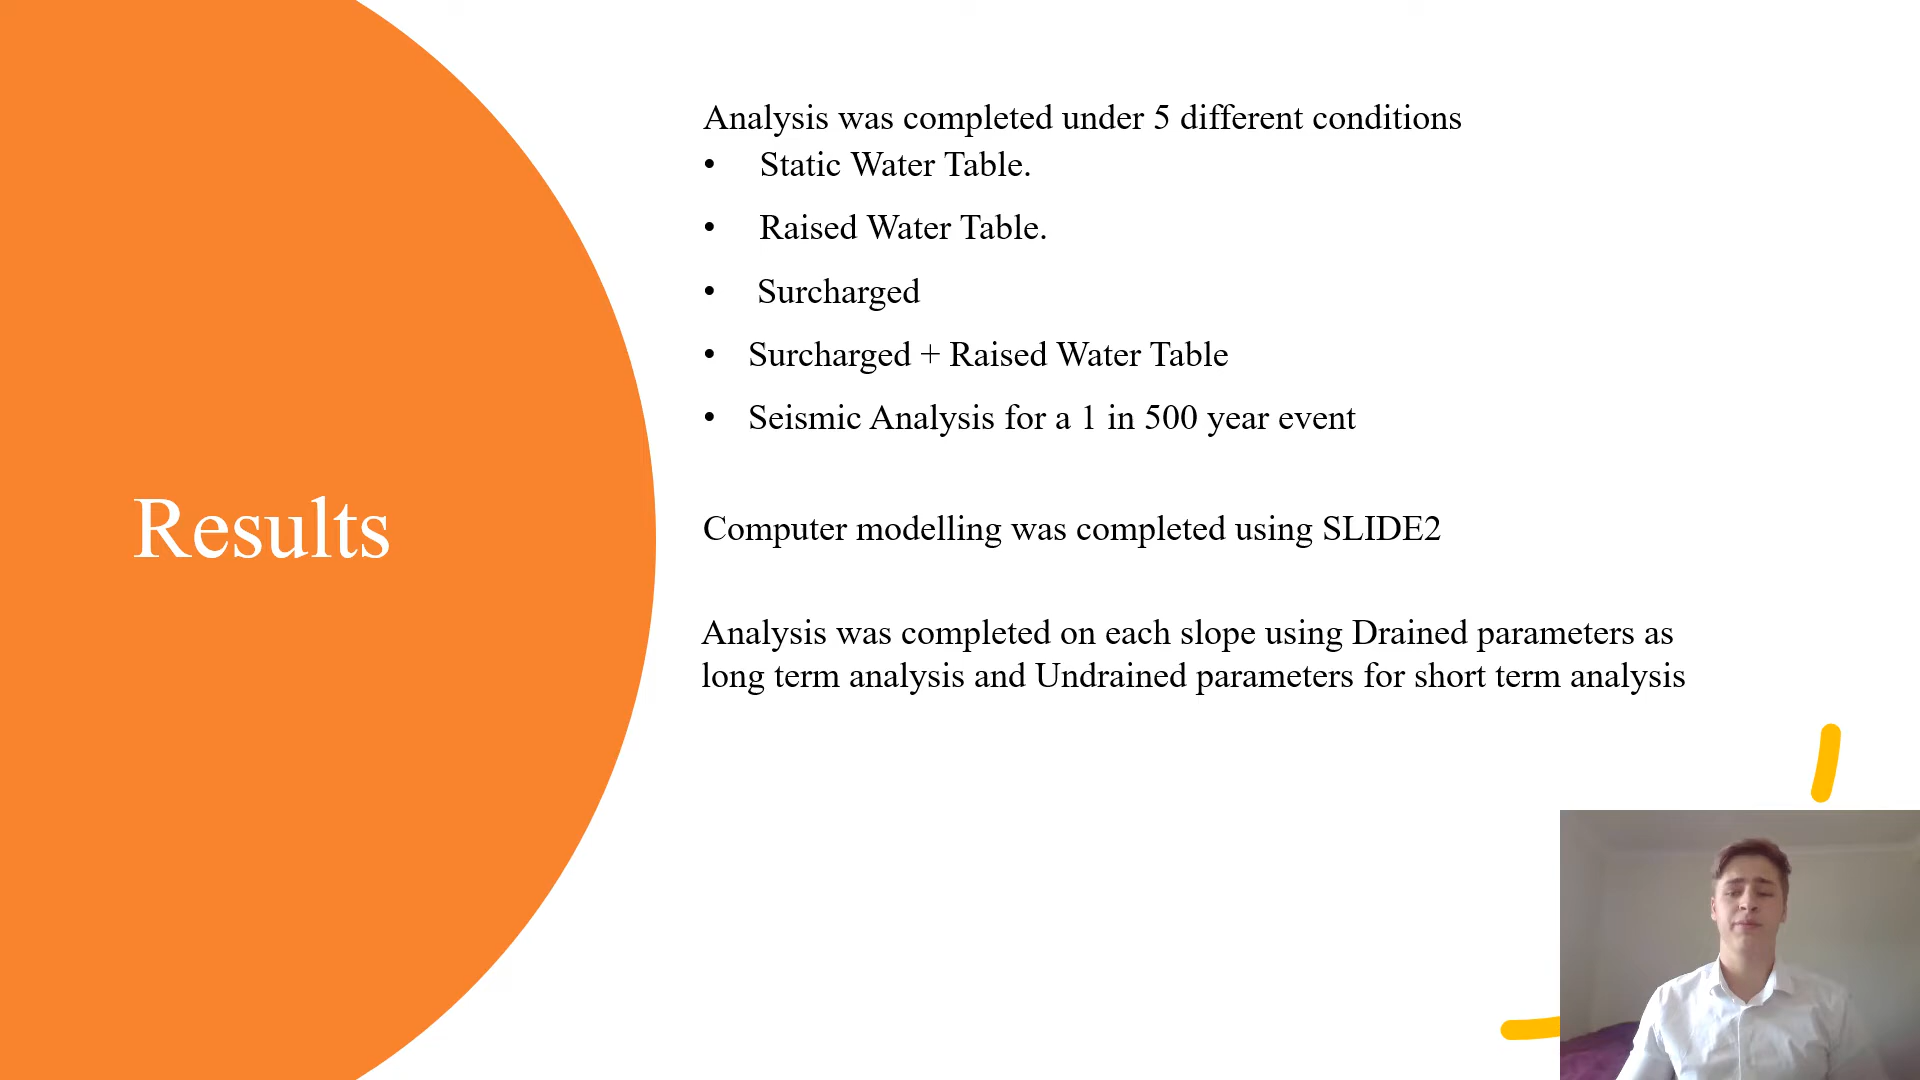 Results
Analysis was completed under 5 different conditions
• Static Water Table.
• Raised Water Table.
• Surcharged
• Surcharged + Raised Water Table
• Seismic Analysis for a 1 in 500 year event
Computer modelling was completed using SLIDE2
Analysis was completed on each slope using Drained parameters as
long term analysis and Undrained parameters for short term analysis